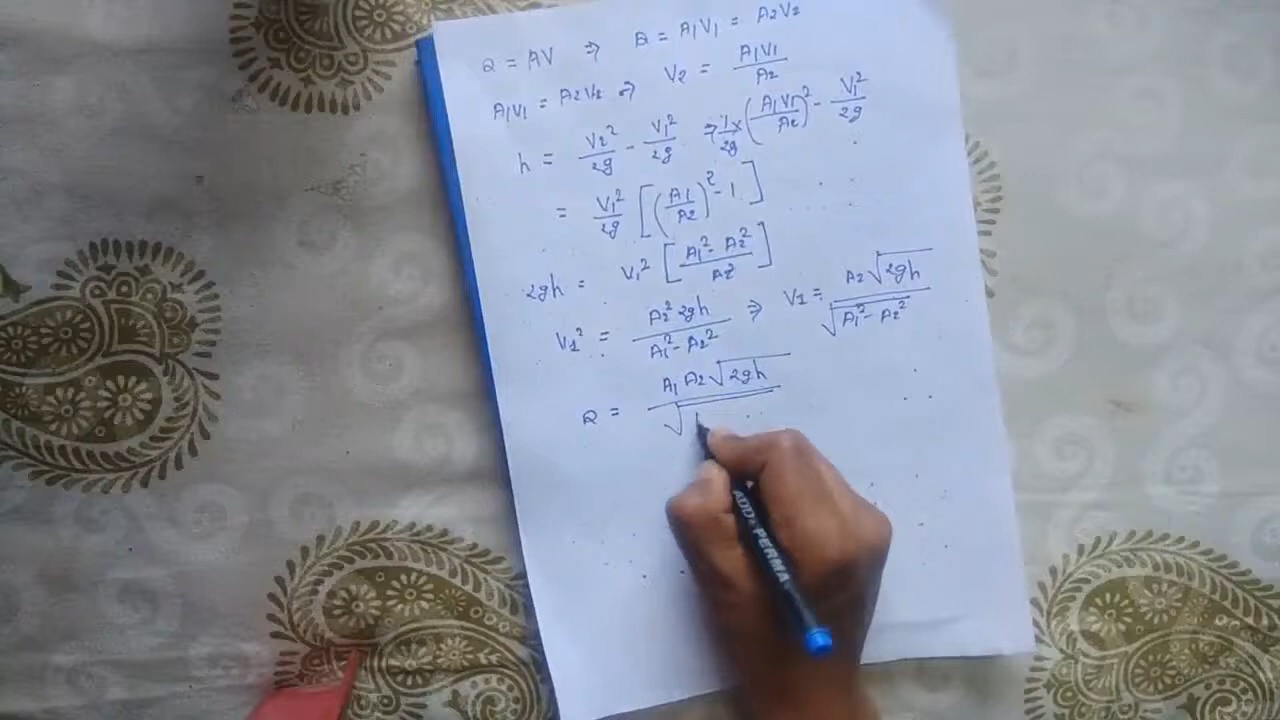 Q = AV ⇒ Q = A1V1 = A2V2
A1V1 = A2V2 ⇒ V2 = A1V1/A2
h = V2²/2g - V1²/2g ⇒ 1/2g × (A1V1/A2)² - V1²/2g
= V1²/2g [(A1/A2)² - 1]
2gh = V1² [A1² - A2²/A2²]
V1² = A2² 2gh/A1² - A2² ⇒ V1 = A2√2gh/√A1² - A2²
Q = A1 A2√2gh/√
ADD PERMA